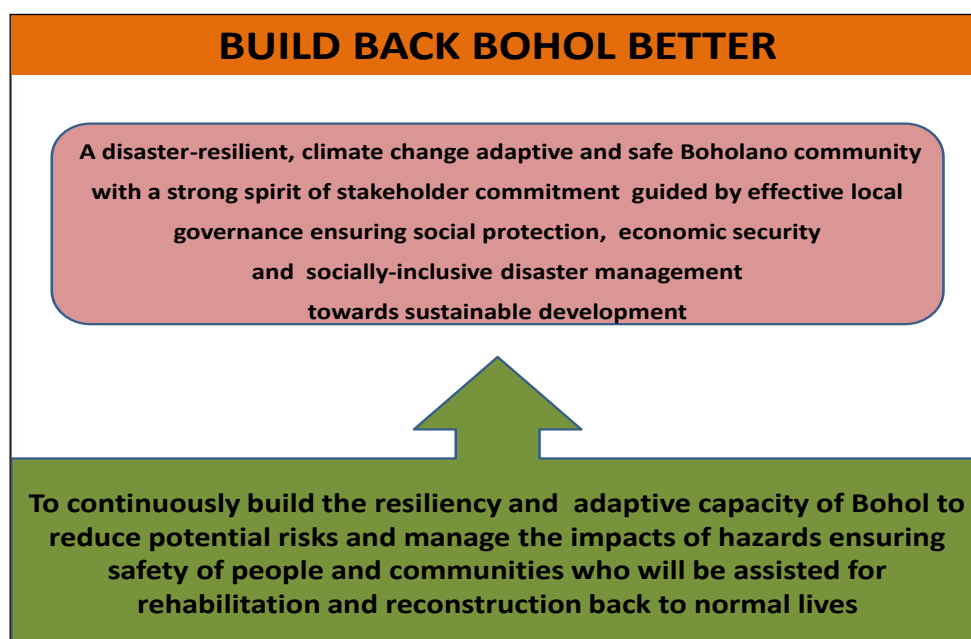 BUILD BACK BOHOL BETTER
A disaster-resilient, climate change adaptive and safe Boholano community
with a strong spirit of stakeholder commitment guided by effective local
governance ensuring social protection, economic security
and socially-inclusive disaster management
towards sustainable development
To continuously build the resiliency and adaptive capacity of Bohol to
reduce potential risks and manage the impacts of hazards ensuring
safety of people and communities who will be assisted for
rehabilitation and reconstruction back to normal lives